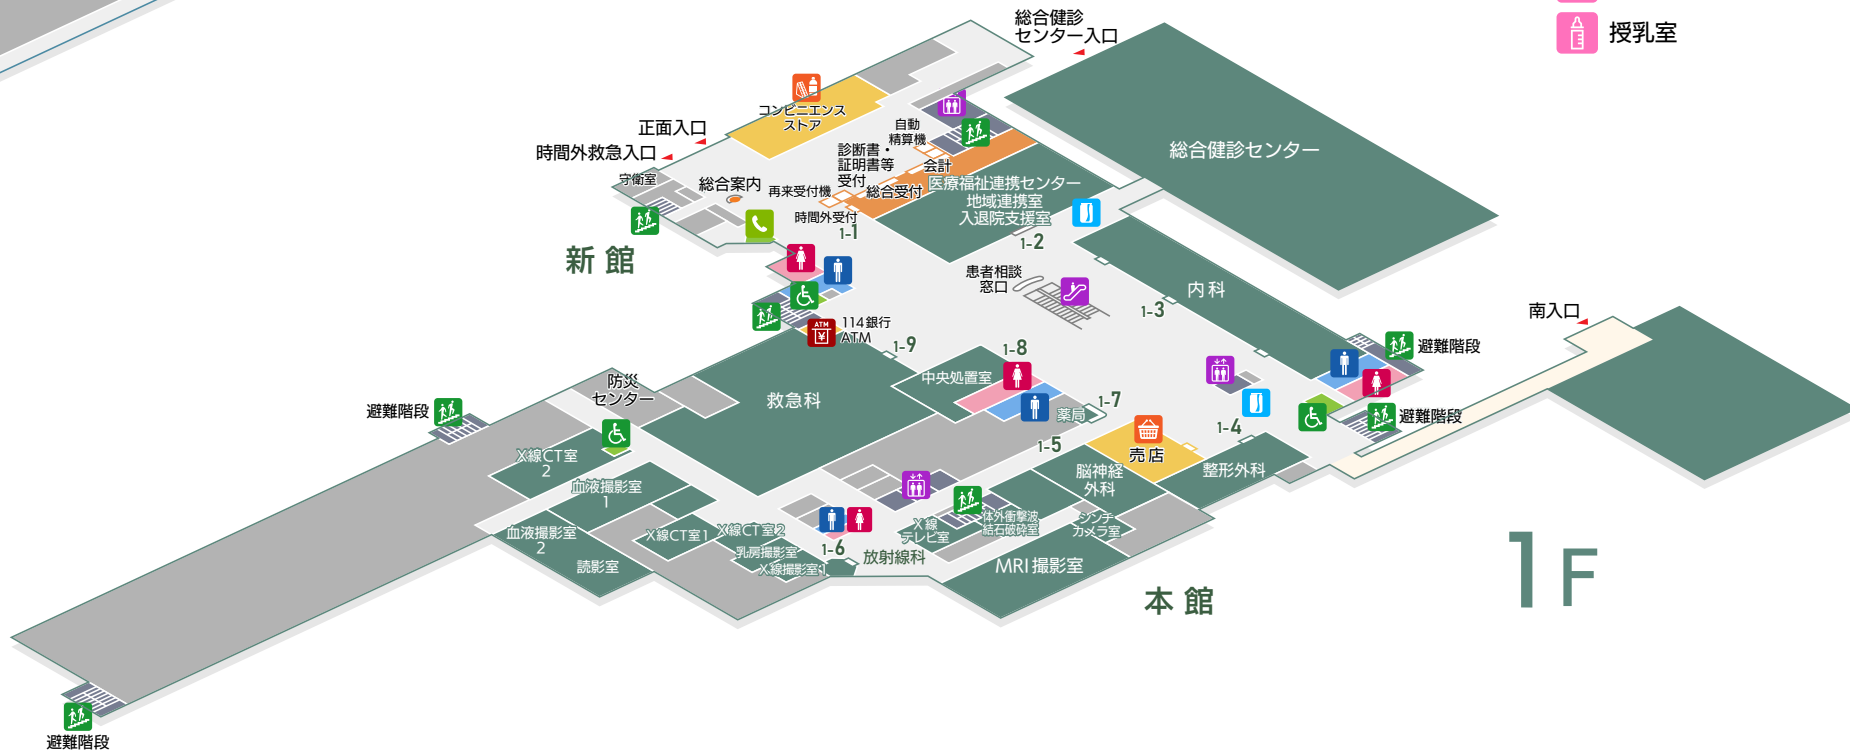 総合健診
センター入口
授乳室
コンビニエンス
ストア
正面入口
時間外救急入口
自動
精算機
診断書・
証明書等
受付
会計
総合健診センター
守衛室
総合案内
再来受付機
総合受付
医療福祉連携センター
地域連携室
入退院支援室
時間外受付
1-1
1-2
新館
患者相談
窓口
内科
1-3
南入口
ATM
114銀行
ATM
1-9
1-8
避難階段
中央処置室
防災
センター
救急科
避難階段
薬局
1-7
避難階段
1-4
1-5
売店
X線CT室
2
脳神経
外科
整形外科
血液撮影室
1
血液撮影室
2
X線CT室1
X線CT室2
X線
テレビ室
体外衝撃波
結石破砕室
シンチ
カメラ室
乳房撮影室
1-6
放射線科
読影室
X線撮影室1
MRI撮影室
本館
1F
避難階段